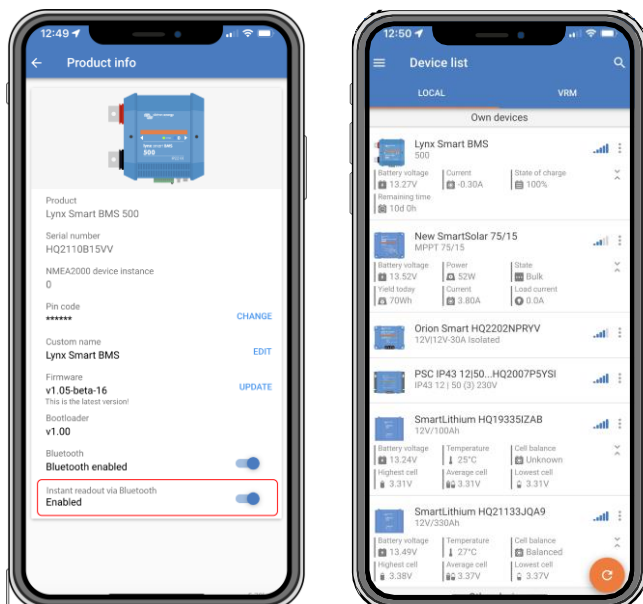 12:49
Product info
victron energy
lynx smart BMS
500
Product
Lynx Smart BMS 500
Serial number
HQ2110B15VV
NMEA2000 device instance
0
Pin code
******
CHANGE
Custom name
Lynx Smart BMS
EDIT
Firmware
v1.05-beta-16
This is the latest version!
UPDATE
Bootloader
v1.00
Bluetooth
Bluetooth enabled
Instant readout via Bluetooth
Enabled
12:50
Device list
LOCAL VRM
Own devices
Lynx Smart BMS
500
Battery voltage Current State of charge
13.27V -0.30A 100%
Remaining time
10d 0h
New SmartSolar 75/15
MPPT 75/15
Battery voltage Power State
13.52V 52W Bulk
Yield today Current Load current
70Wh 3.80A 0.0A
Orion Smart HQ2202NPRYV
12V|12V-30A Isolated
PSC IP43 12|50...HQ2007P5YSI
IP43 12 | 50 (3) 230V
SmartLithium HQ19335IZAB
12V/100Ah
Battery voltage Temperature Cell balance
13.24V 25°C Unknown
Highest cell Average cell Lowest cell
3.31V 3.31V 3.31V
SmartLithium HQ21133JQA9
12V/330Ah
Battery voltage Temperature Cell balance
13.49V 27°C Balanced
Highest cell Average cell Lowest cell
3.38V 3.37V 3.37V